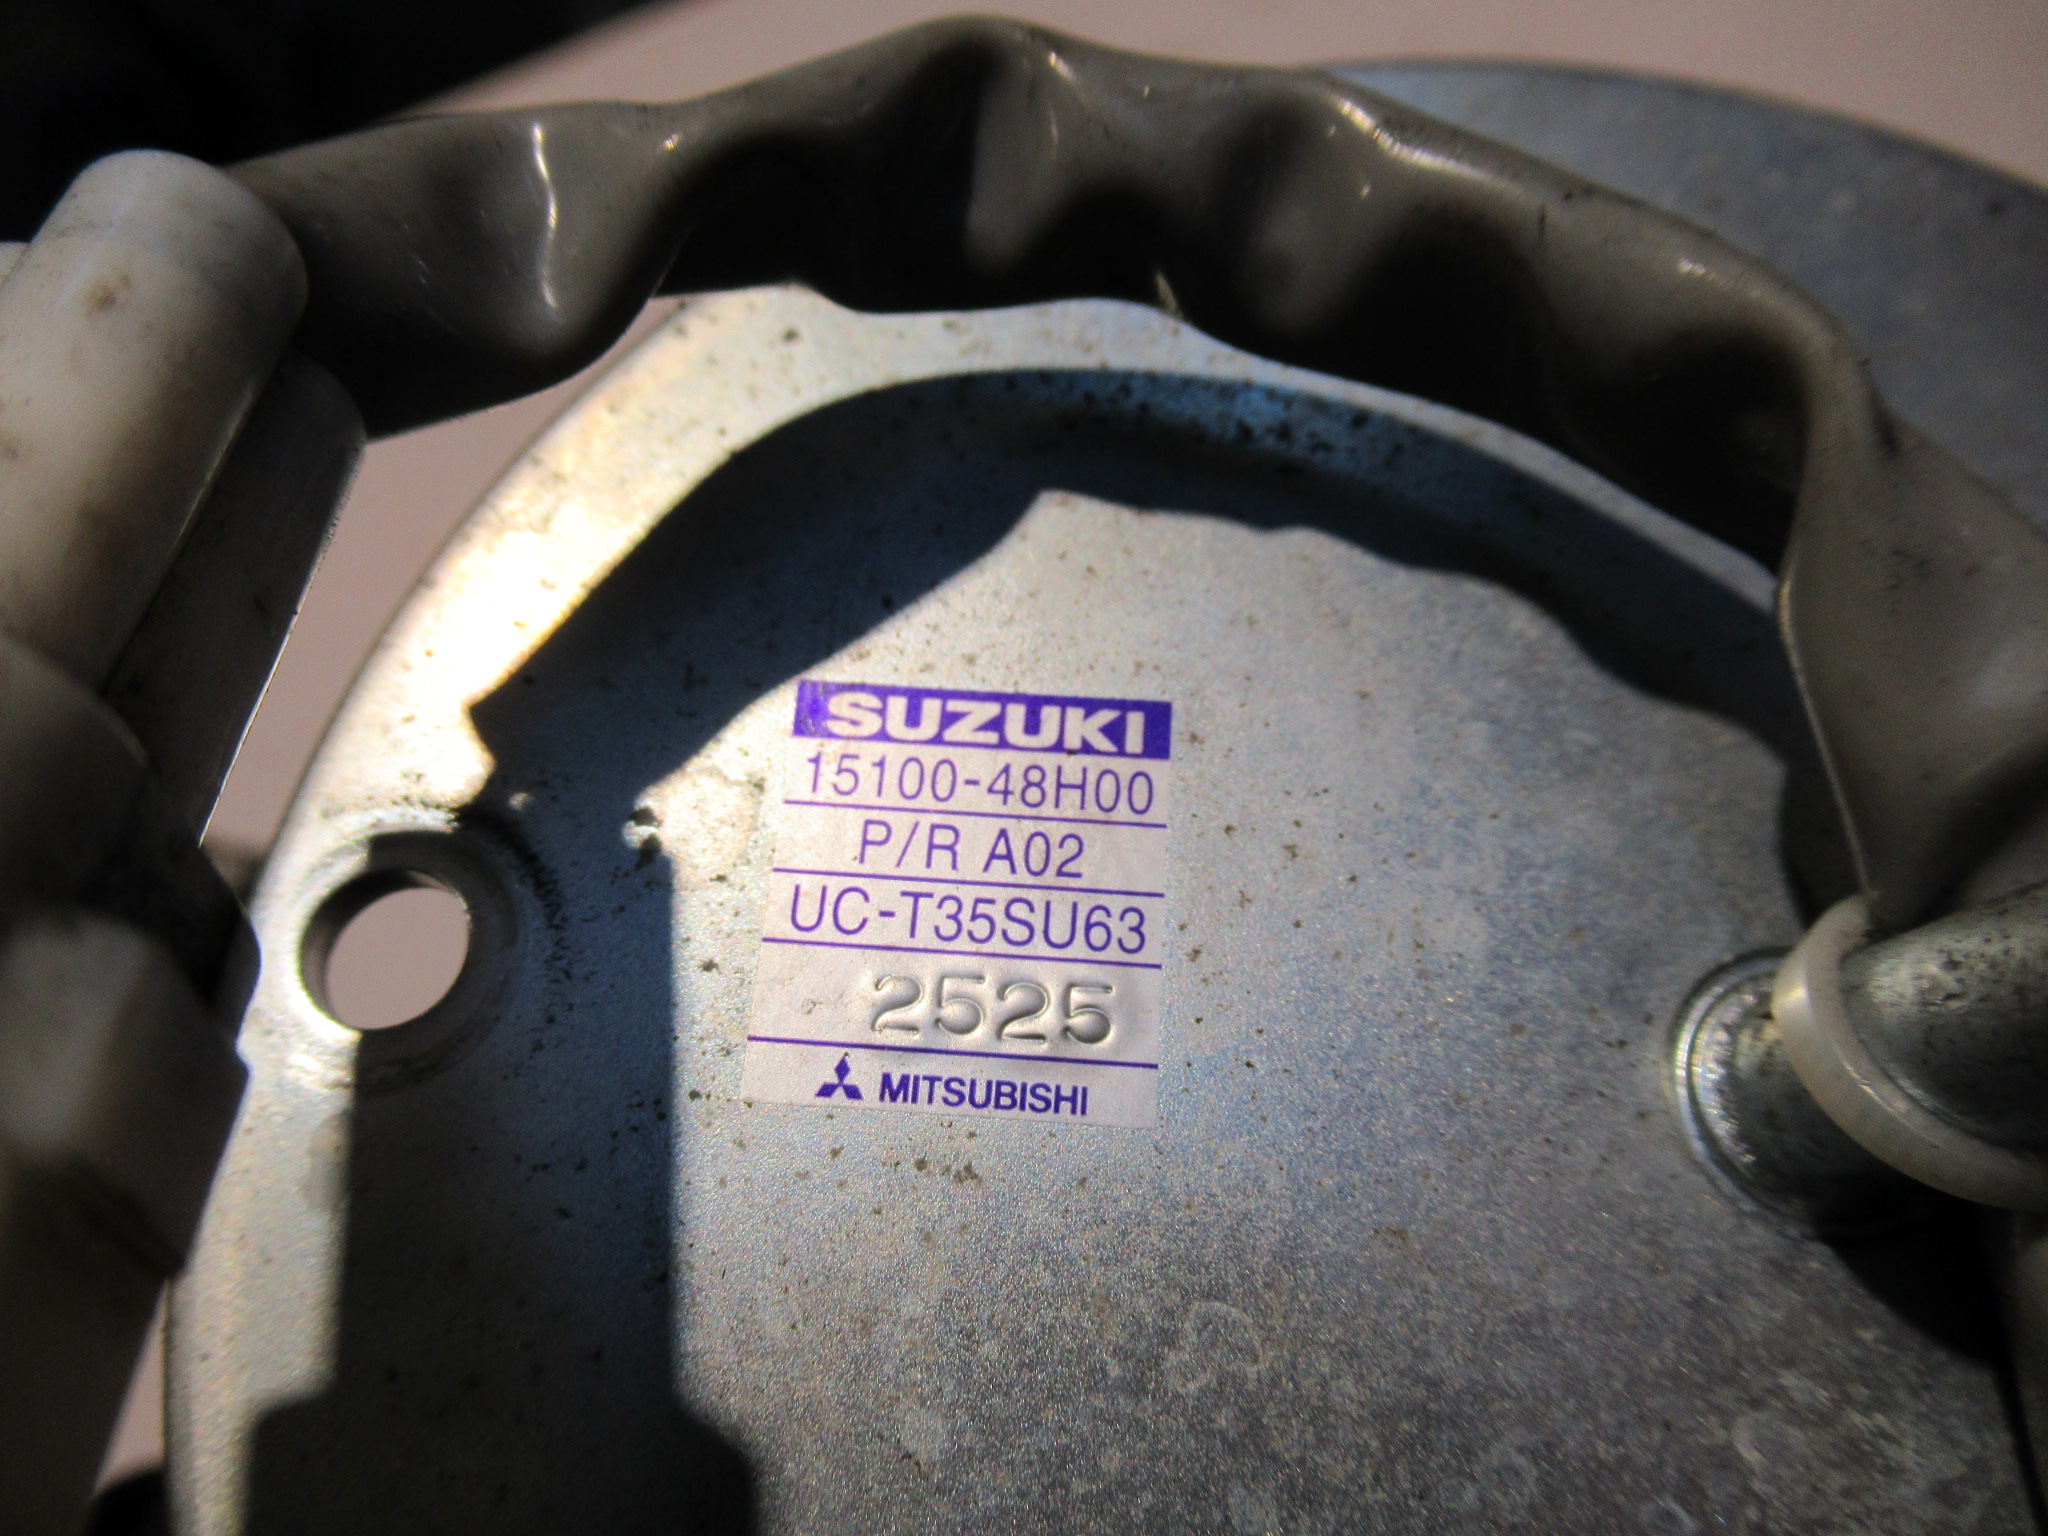 SUZUKI
15100-48H00
P/R A02
UC-T35SU63
2525
MITSUBISHI